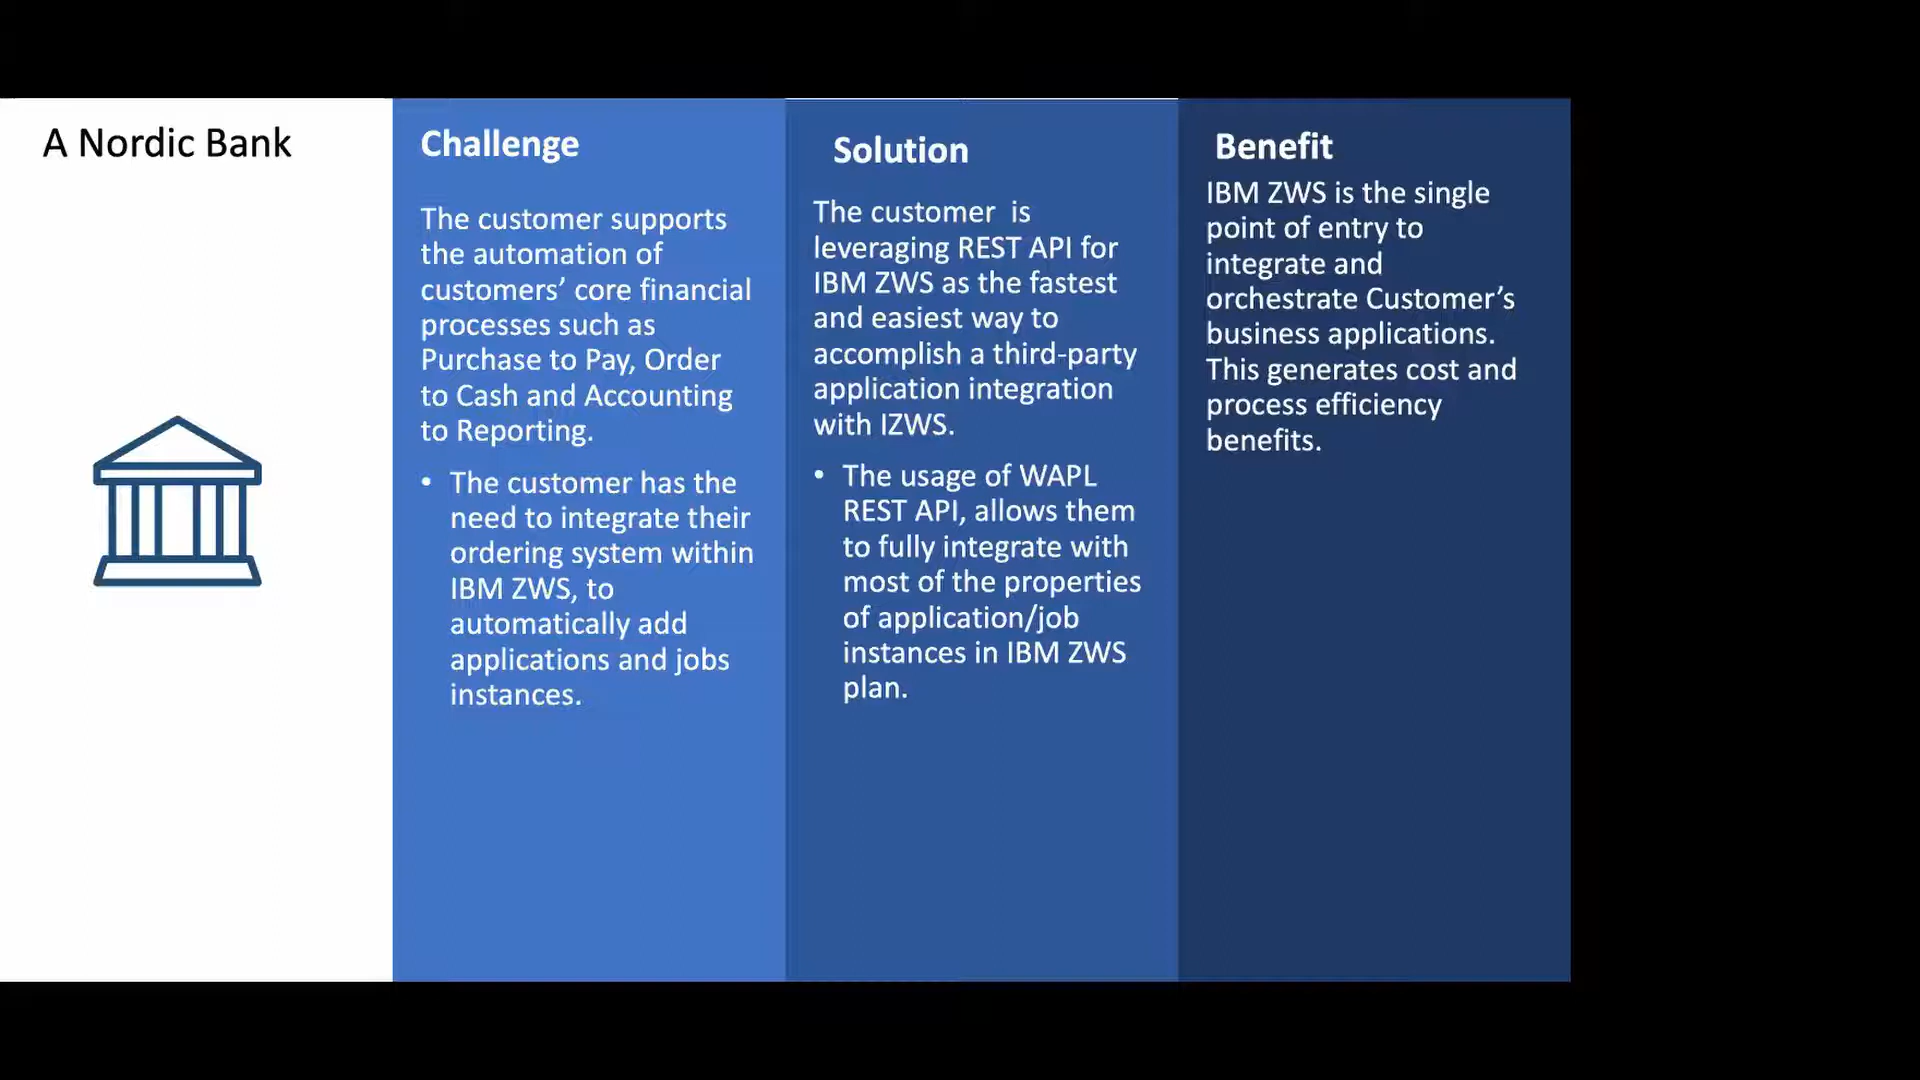 A Nordic Bank
Challenge
The customer supports
the automation of
customers’ core financial
processes such as
Purchase to Pay, Order
to Cash and Accounting
to Reporting.
• The customer has the
need to integrate their
ordering system within
IBM ZWS, to
automatically add
applications and jobs
instances.
Solution
The customer  is
leveraging REST API for
IBM ZWS as the fastest
and easiest way to
accomplish a third-party
application integration
with IZWS.
• The usage of WAPL
REST API, allows them
to fully integrate with
most of the properties
of application/job
instances in IBM ZWS
plan.
Benefit
IBM ZWS is the single
point of entry to
integrate and
orchestrate Customer’s
business applications.
This generates cost and
process efficiency
benefits.